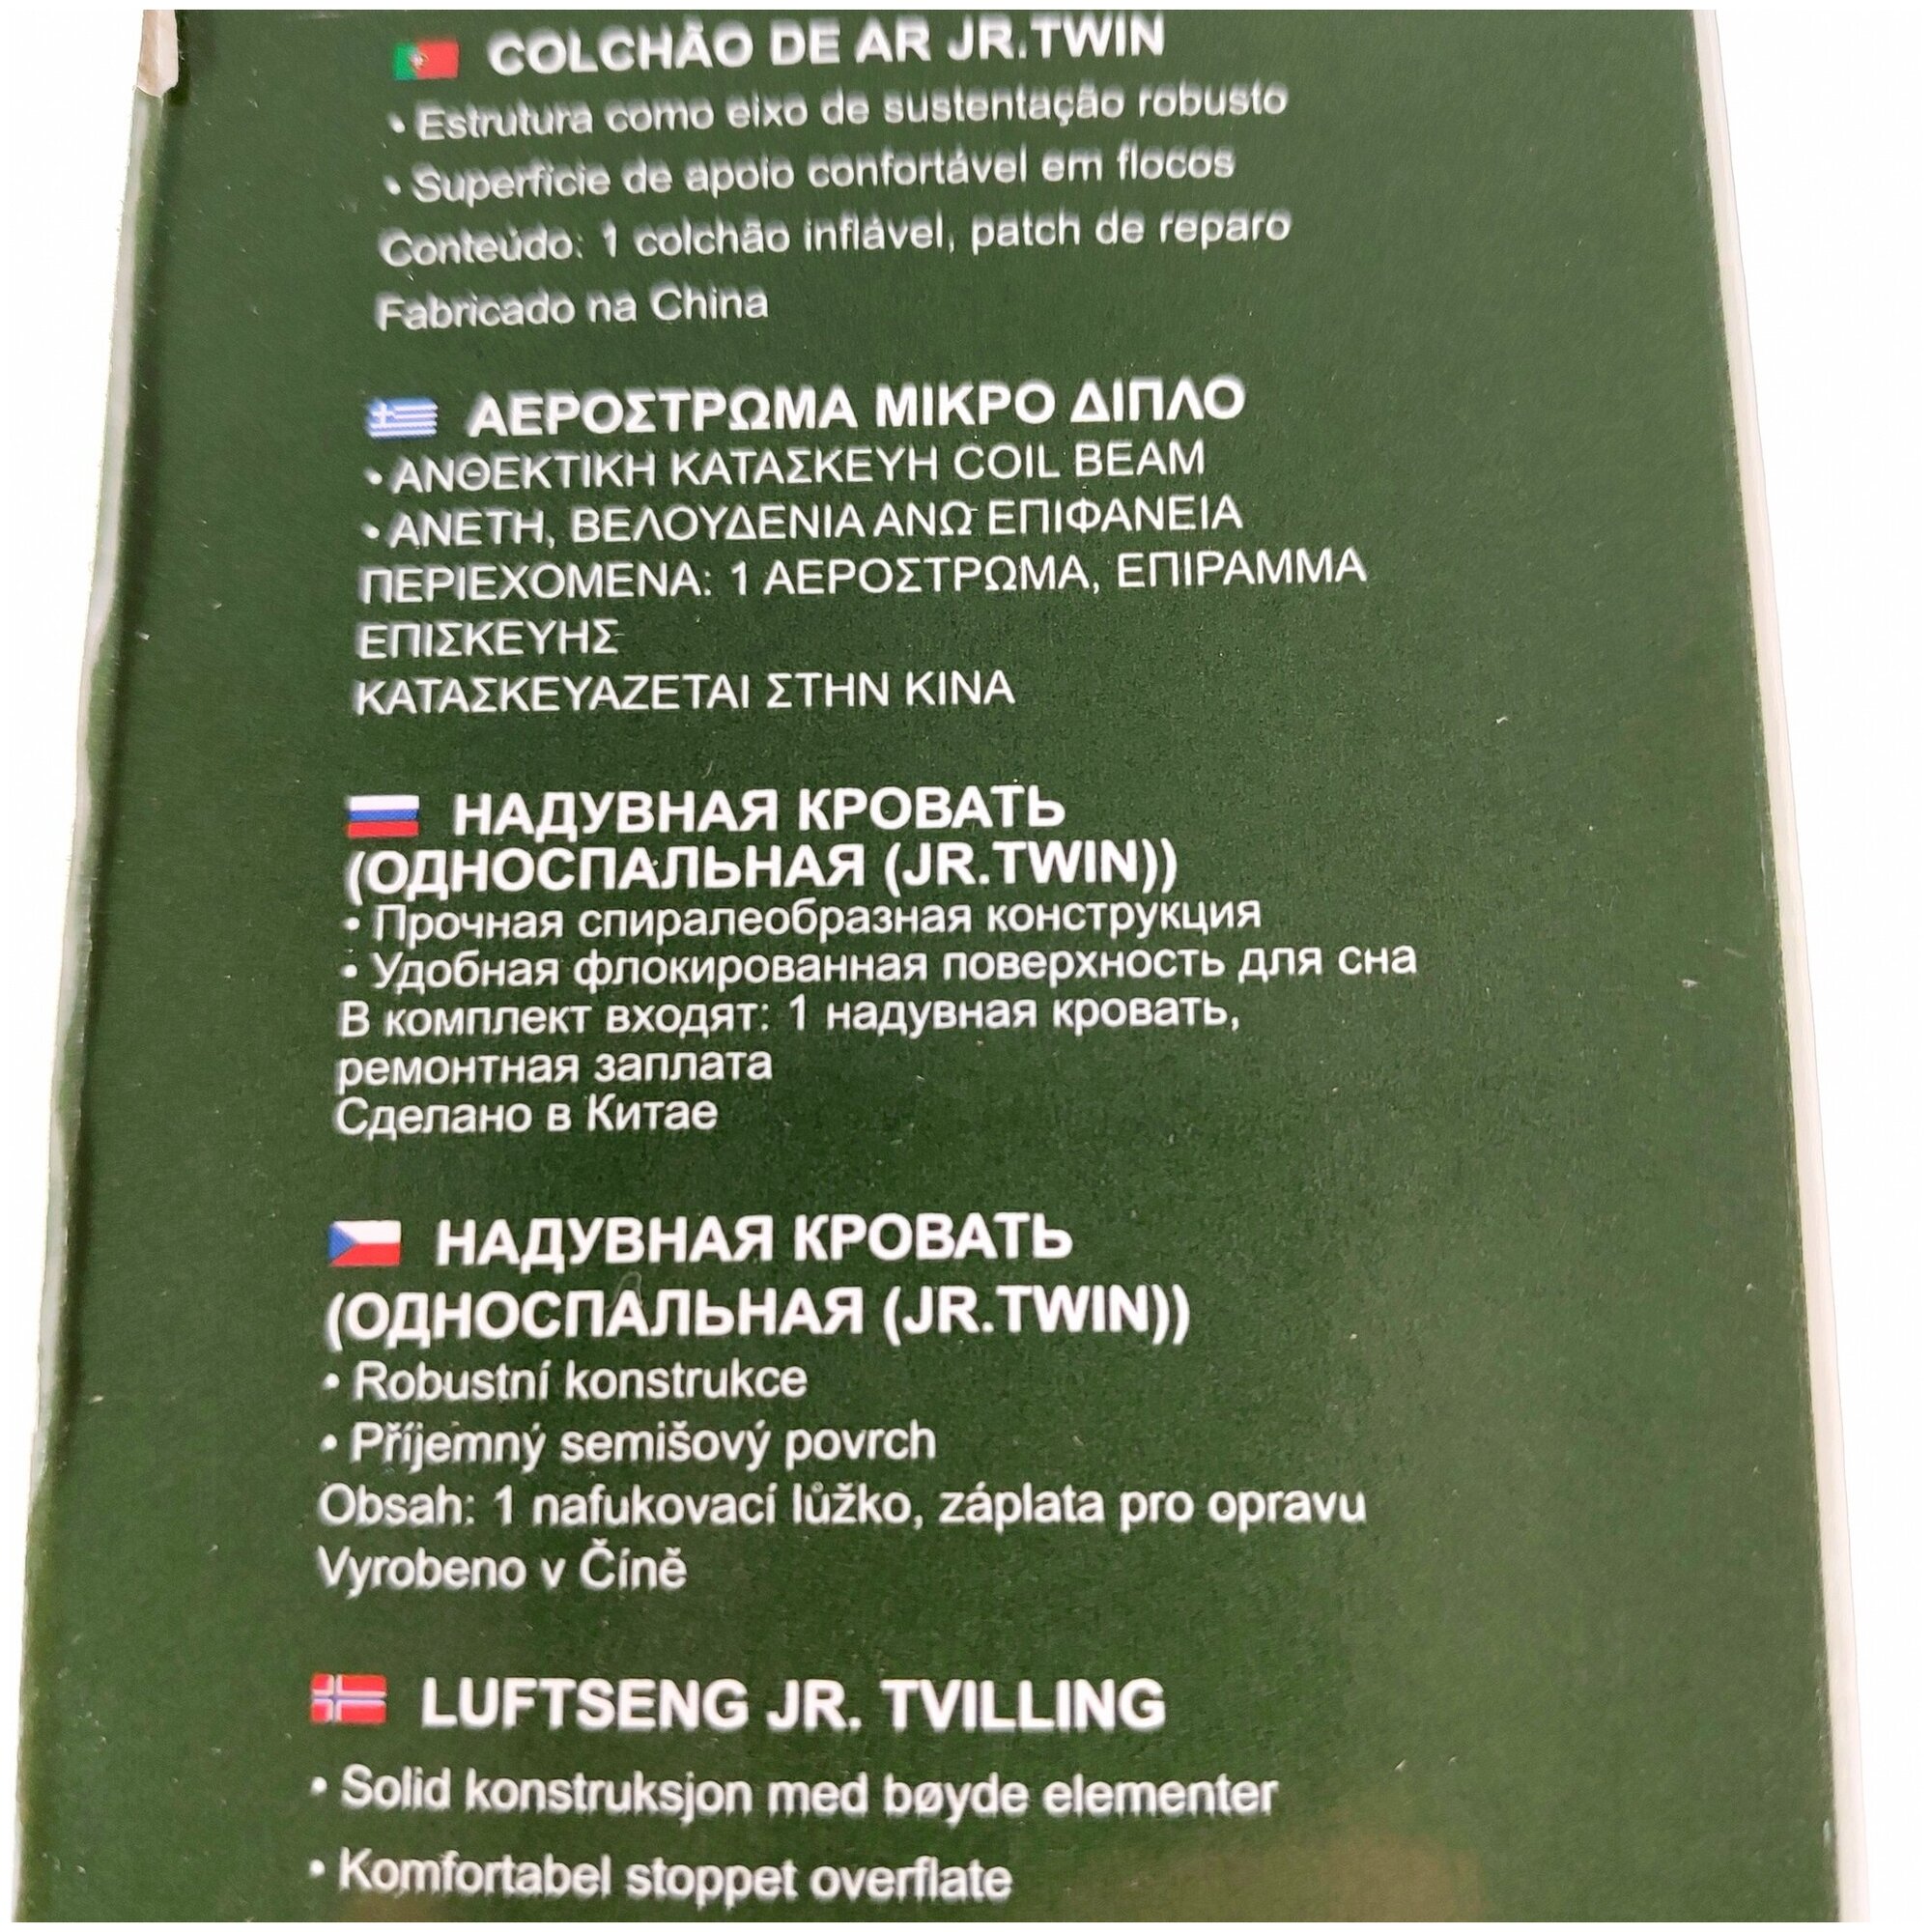 COLCHÃO DE AR JR.TWIN
• Estrutura como eixo de sustentação robusto
• Superfície de apoio confortável em flocos
Conteúdo: 1 colchão inflável, patch de reparo
Fabricado na China
ΑΕΡΟΣΤΡΩΜΑ ΜΙΚΡΟ ΔΙΠΛΟ
• ΑΝΘΕΚΤΙΚΗ ΚΑΤΑΣΚΕΥΗ COIL BEAM
• ΑΝΕΤΗ, ΒΕΛΟΥΔΕΝΙΑ ΑΝΩ ΕΠΙΦΑΝΕΙΑ
ΠΕΡΙΕΧΟΜΕΝΑ: 1 ΑΕΡΟΣΤΡΩΜΑ, ΕΠΙΡΑΜΜΑ
ΕΠΙΣΚΕΥΗΣ
ΚΑΤΑΣΚΕΥΑΖΕΤΑΙ ΣΤΗΝ ΚΙΝΑ
НАДУВНАЯ КРОВАТЬ
(ОДНОСПАЛЬНАЯ (JR.TWIN))
• Прочная спиралеобразная конструкция
• Удобная флокированная поверхность для сна
В комплект входят: 1 надувная кровать,
ремонтная заплата
Сделано в Китае
НАДУВНАЯ КРОВАТЬ
(ОДНОСПАЛЬНАЯ (JR.TWIN))
• Robustní konstrukce
• Příjemný semišový povrch
Obsah: 1 nafukovací lůžko, záplata pro opravu
Vyrobeno v Číně
LUFTSENG JR. TVILLING
• Solid konstruksjon med bøyde elementer
• Komfortabel stoppet overflate